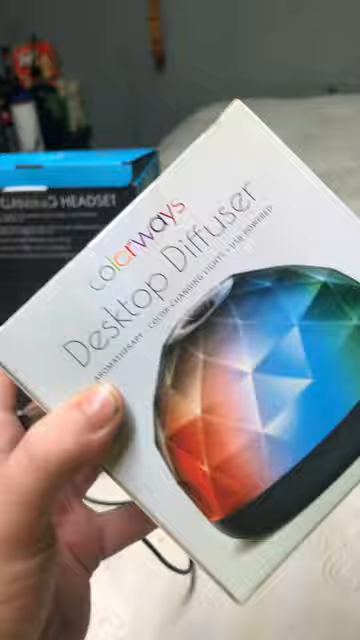 colorways
Desktop Diffuser
AROMATHERAPY • COLOR-CHANGING LIGHTS • USB POWERED
HEADSET